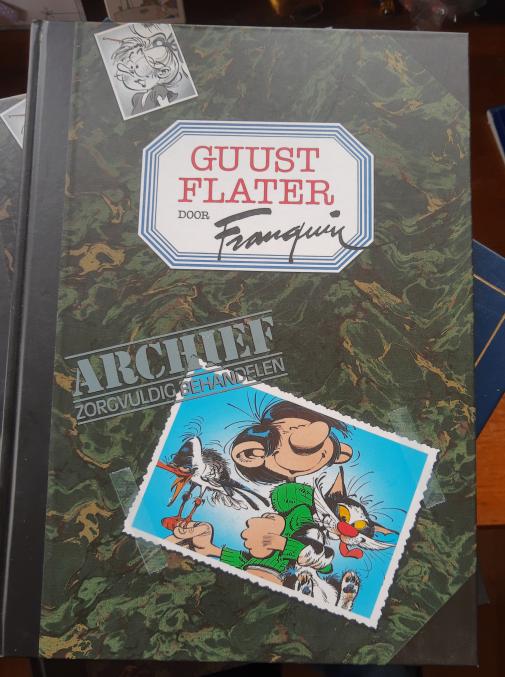 GUUST
FLATER
DOOR
Franquin
ARCHIEF
ZORGVULDIG BEHANDELEN